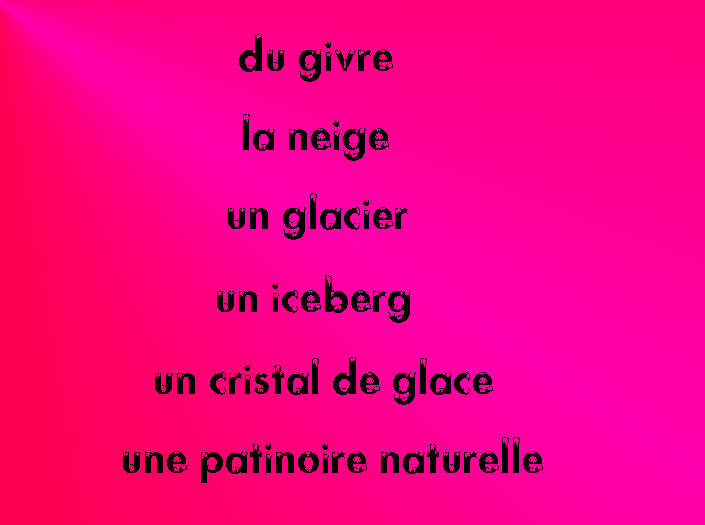 du givre
la neige
un glacier
un iceberg
un cristal de glace
une patinoire naturelle